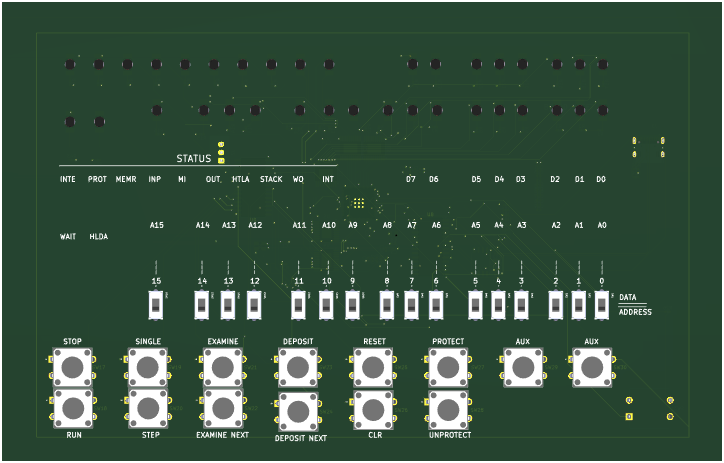 STATUS
INTE PROT MEMR INP MI OUT HTLA STACK WO INT D7 D6 D5 D4 D3 D2 D1 D0
A15 A14 A13 A12 A11 A10 A9 A8 A7 A6 A5 A4 A3 A2 A1 A0
WAIT HLDA
15 14 13 12 11 10 9 8 7 6 5 4 3 2 1 0
DATA
ADDRESS
STOP SINGLE EXAMINE DEPOSIT RESET PROTECT AUX AUX
RUN STEP EXAMINE NEXT DEPOSIT NEXT CLR UNPROTECT